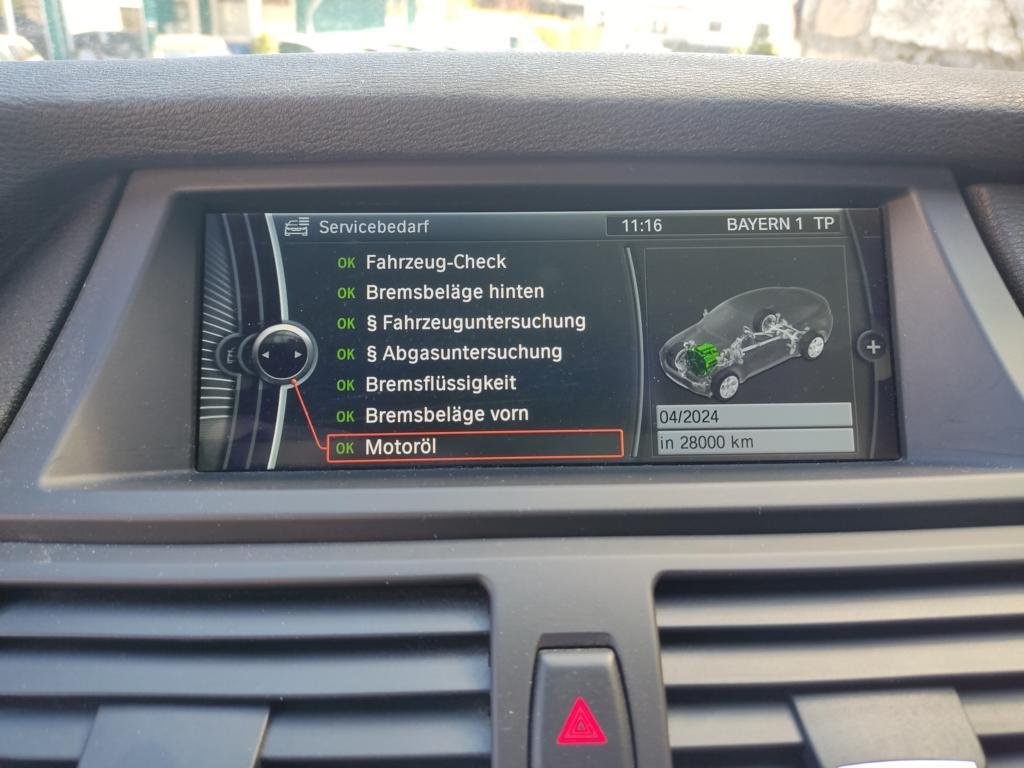 Servicebedarf 11:16 BAYERN 1 TP
OK Fahrzeug-Check
OK Bremsbeläge hinten
OK § Fahrzeuguntersuchung
OK § Abgasuntersuchung
OK Bremsflüssigkeit
OK Bremsbeläge vorn
OK Motoröl
04/2024
in 28000 km